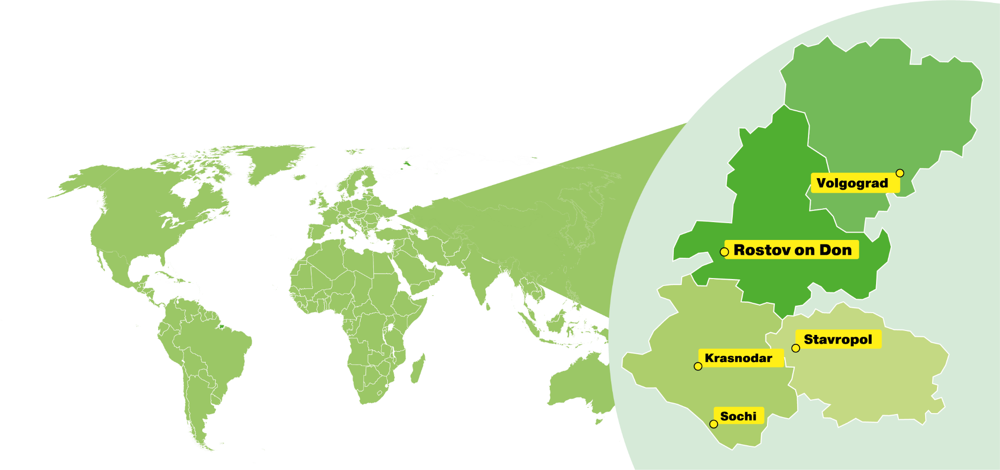 Volgograd
Rostov on Don
Stavropol
Krasnodar
Sochi